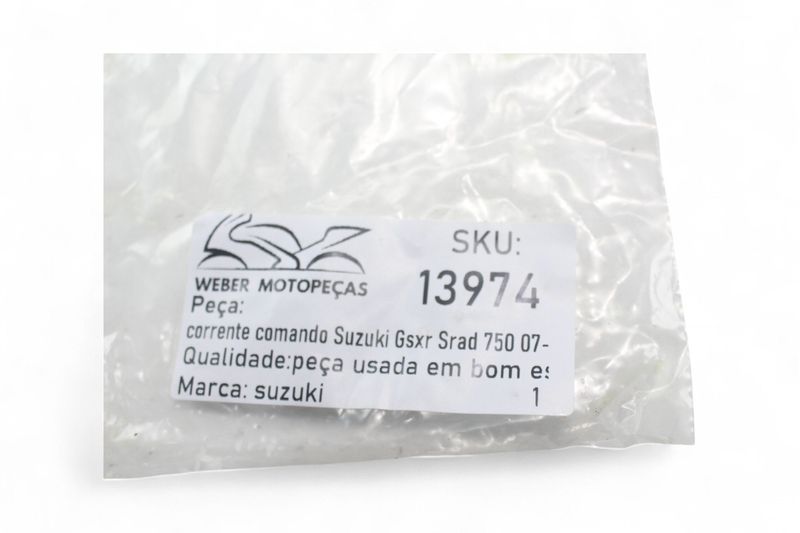 WEBER MOTOPEÇAS
SKU:
13974
Peça:
corrente comando Suzuki Gsxr Srad 750 07-
Qualidade:peça usada em bom es
Marca: suzuki
1